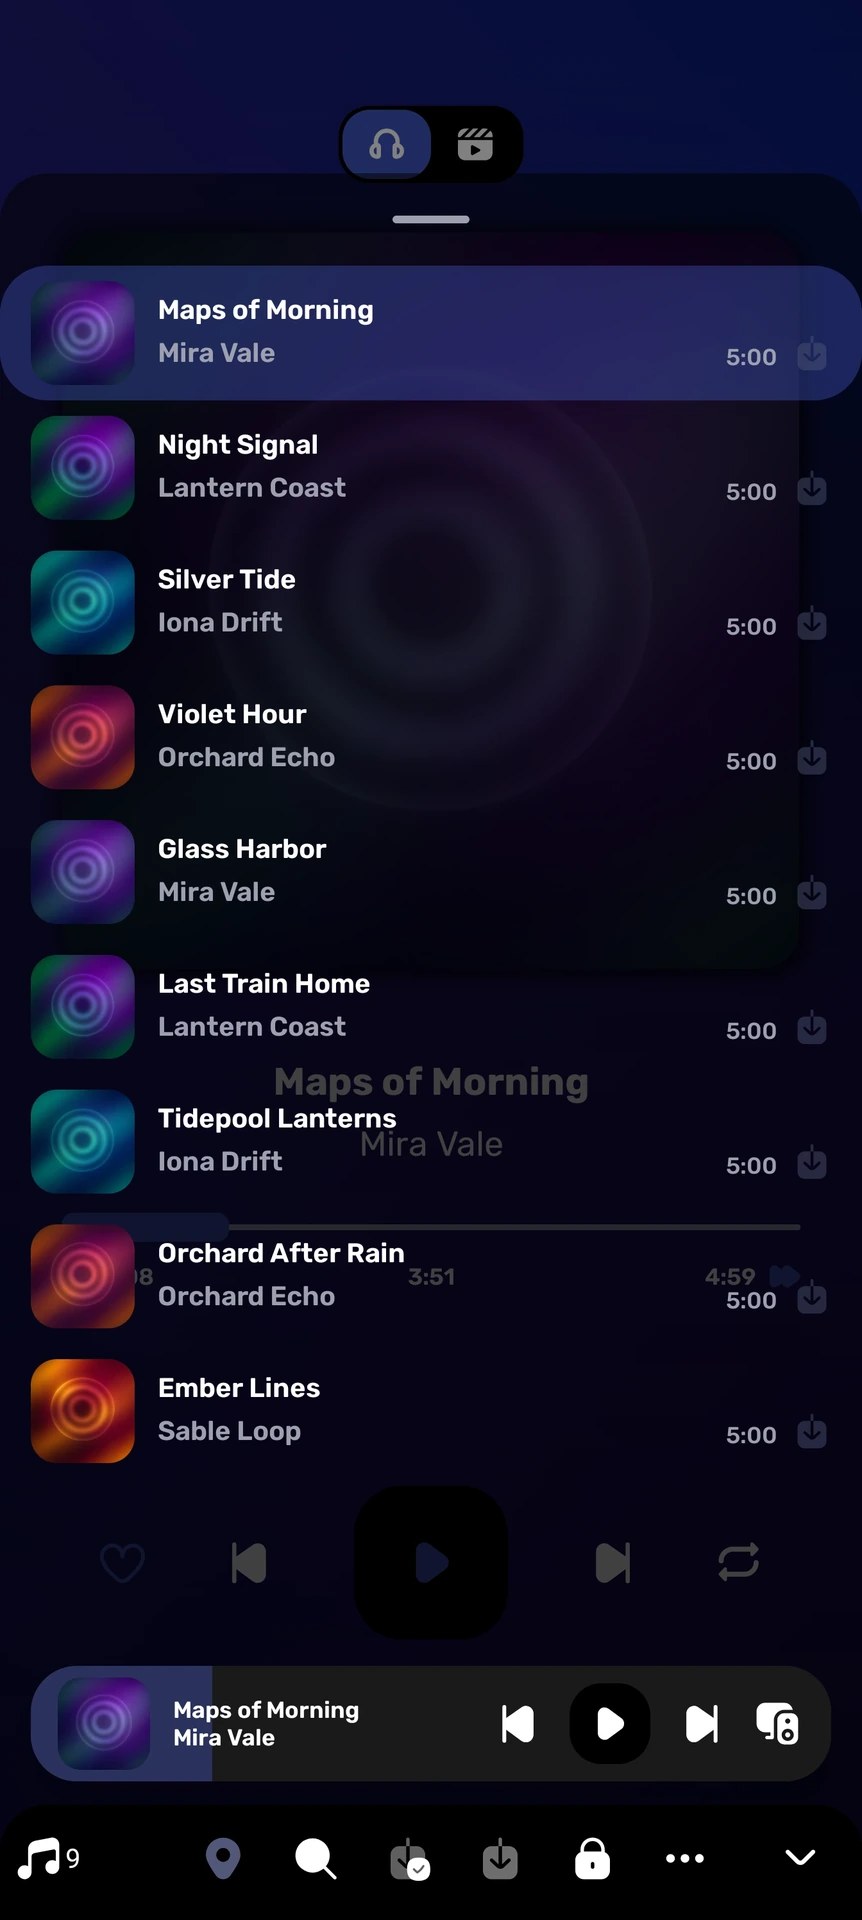 Maps of Morning
Mira Vale
5:00
Night Signal
Lantern Coast
5:00
Silver Tide
Iona Drift
5:00
Violet Hour
Orchard Echo
5:00
Glass Harbor
Mira Vale
5:00
Last Train Home
Lantern Coast
5:00
Maps of Morning
Tidepool Lanterns
Mira Vale
Iona Drift
5:00
Orchard After Rain
3:51
4:59
Orchard Echo
5:00
Ember Lines
Sable Loop
5:00
Maps of Morning
Mira Vale
9